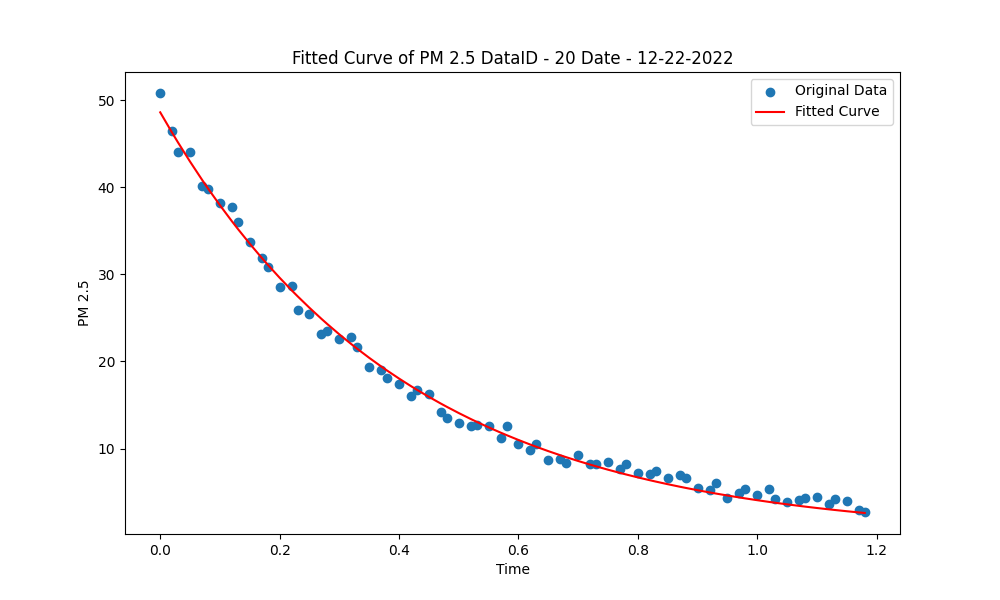 Fitted Curve of PM 2.5 DataID - 20 Date - 12-22-2022
Original Data
Fitted Curve
50
40
30
20
10
PM 2.5
0.0 0.2 0.4 0.6 0.8 1.0 1.2
Time